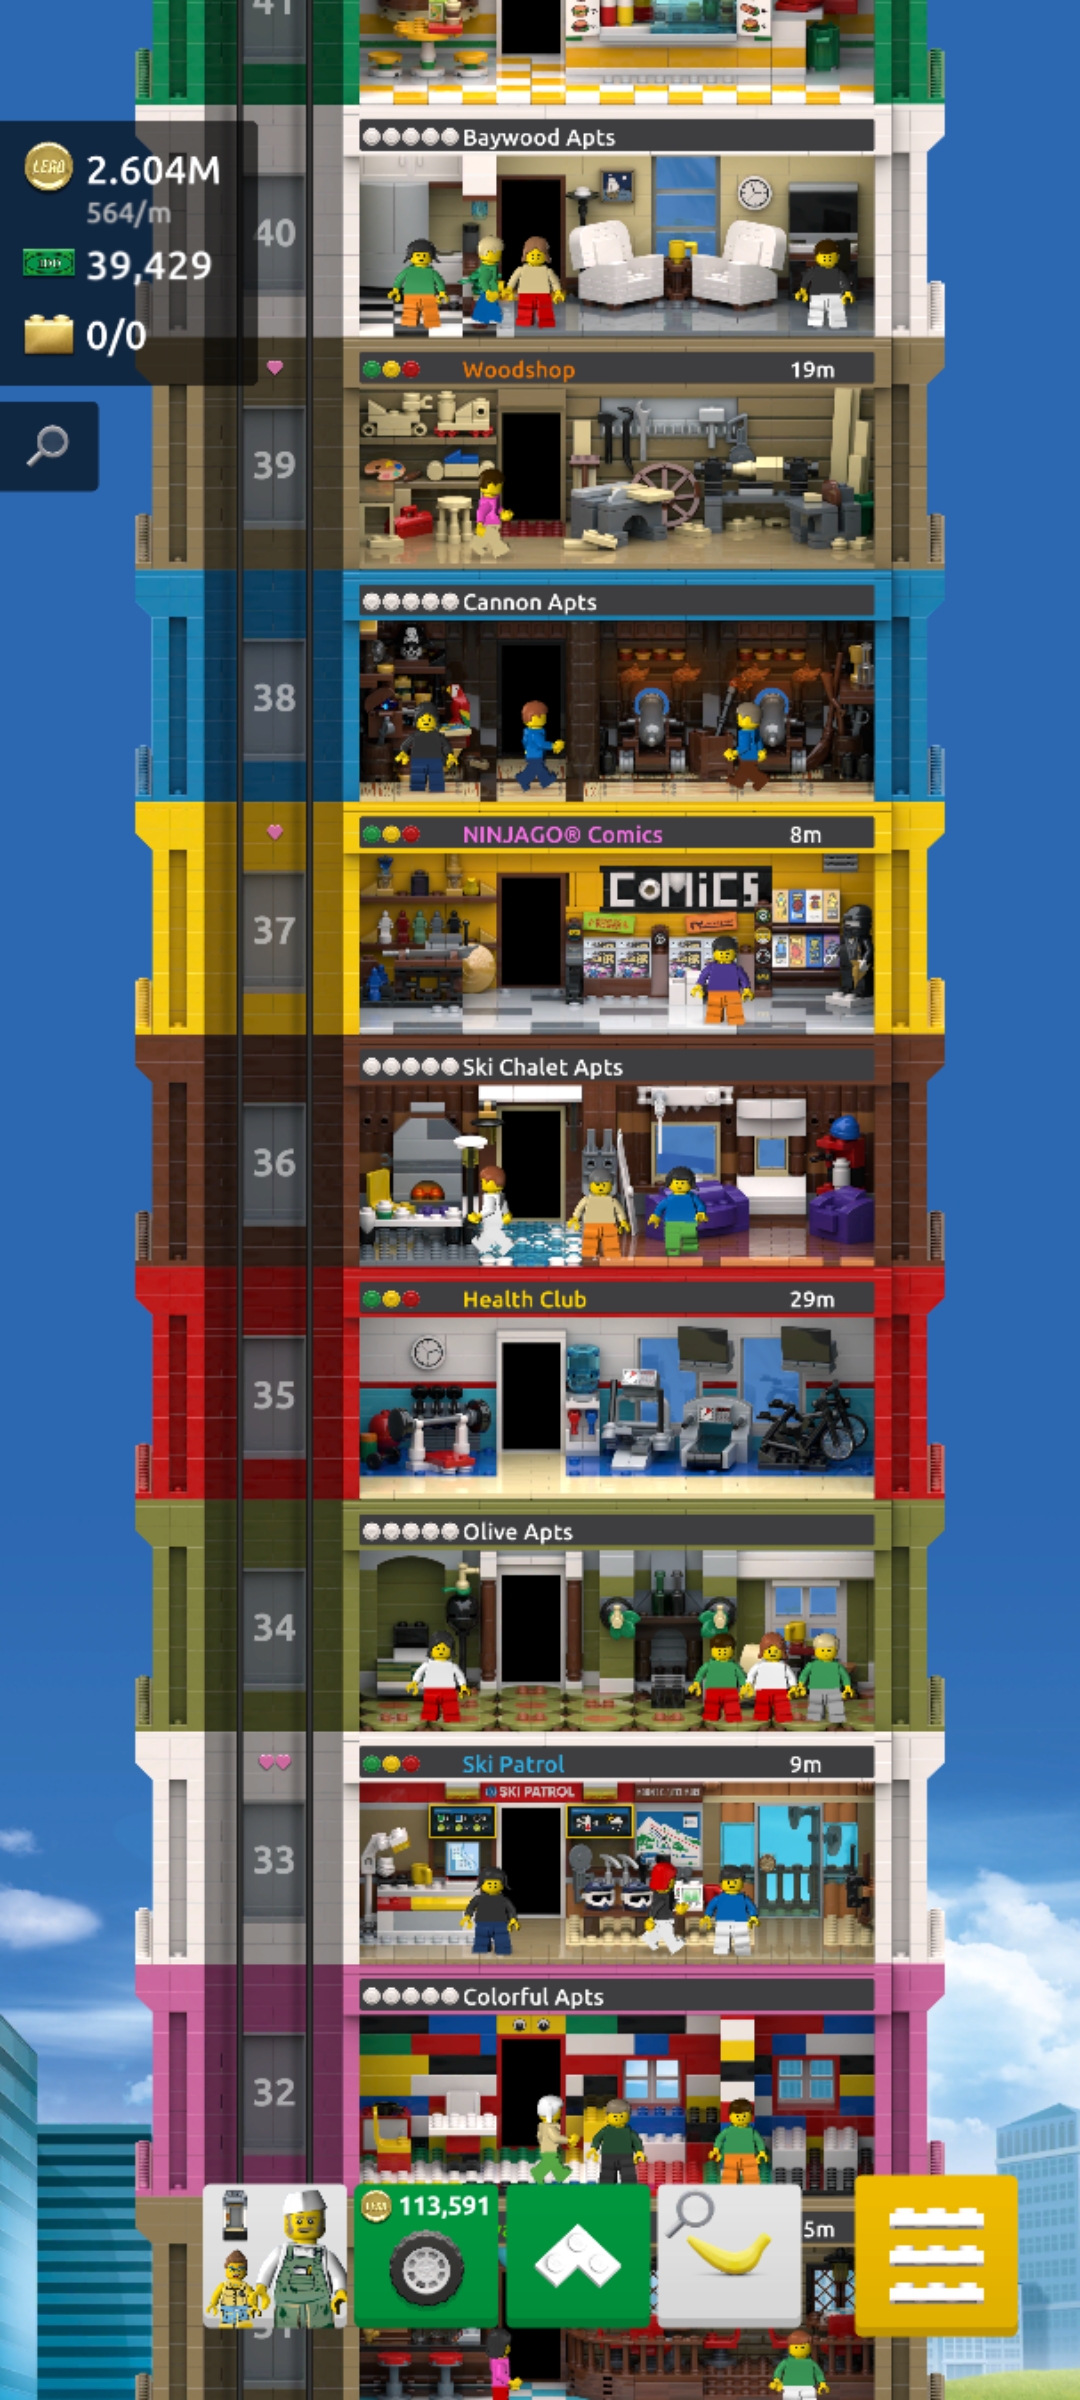 41
Baywood Apts
LEGO
2.604M
564/m
40
39,429
0/0
Woodshop 19m
39
Cannon Apts
38
NINJAGO® Comics 8m
COMiCS
37
Ski Chalet Apts
36
Health Club 29m
35
Olive Apts
34
Ski Patrol 9m
SKI PATROL
33
Colorful Apts
32
113,591
5m
31